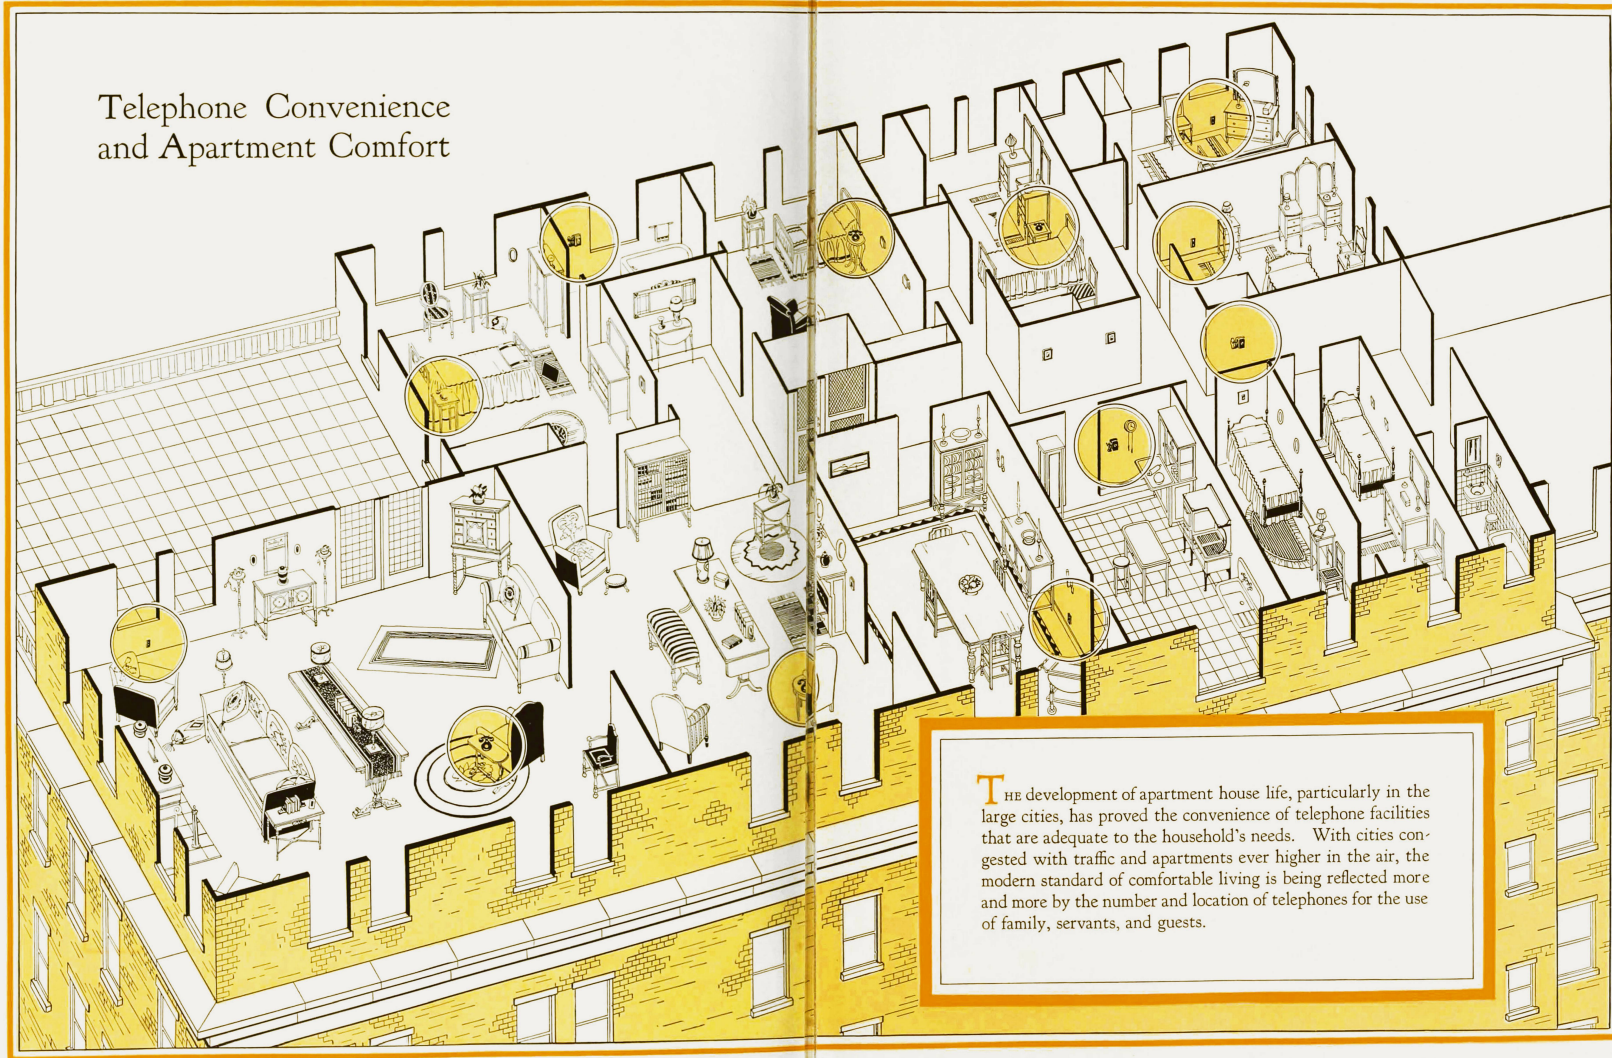 Telephone Convenience
and Apartment Comfort
THE development of apartment house life, particularly in the
large cities, has proved the convenience of telephone facilities
that are adequate to the household's needs. With cities con-
gested with traffic and apartments ever higher in the air, the
modern standard of comfortable living is being reflected more
and more by the number and location of telephones for the use
of family, servants, and guests.